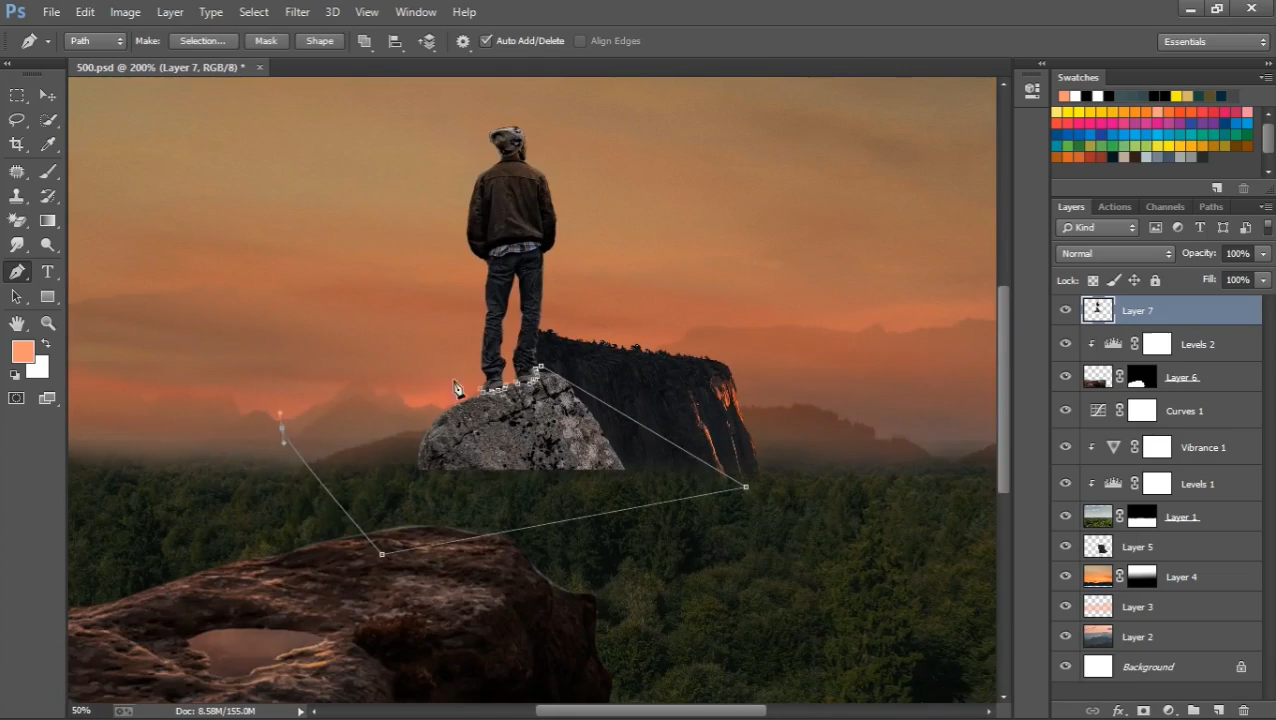 Ps File Edit Image Layer Type Select Filter 3D View Window Help
Path Make: Selection... Mask Shape Auto Add/Delete Align Edges Essentials
500.psd @ 200% (Layer 7, RGB/8) * ×
Swatches
Layers Actions Channels Paths
Kind
Normal Opacity: 100%
Lock: Fill: 100%
Layer 7
Levels 2
Layer 6
Curves 1
Vibrance 1
Levels 1
Layer 1
Layer 5
Layer 4
Layer 3
Layer 2
Background
50% Doc: 8.58M/155.0M